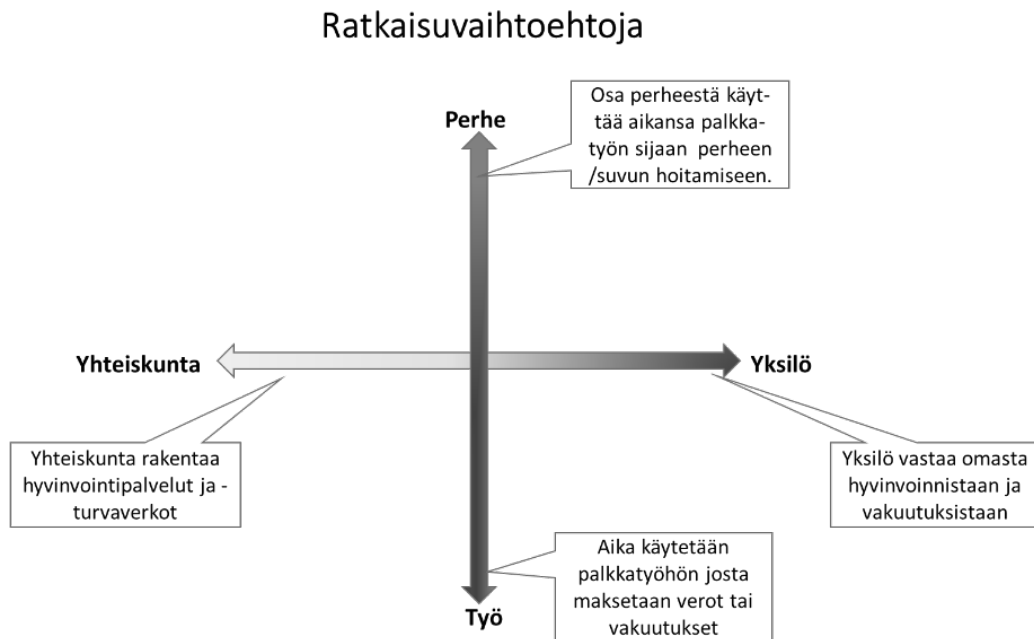 Ratkaisuvaihtoehtoja
Perhe
Osa perheestä käyt-
tää aikansa palkka-
työn sijaan perheen
/suvun hoitamiseen.
Yhteiskunta
Yksilö
Yhteiskunta rakentaa
hyvinvointipalvelut ja -
turvaverkot
Yksilö vastaa omasta
hyvinvoinnistaan ja
vakuutuksistaan
Aika käytetään
palkkatyöhön josta
maksetaan verot tai
vakuutukset
Työ